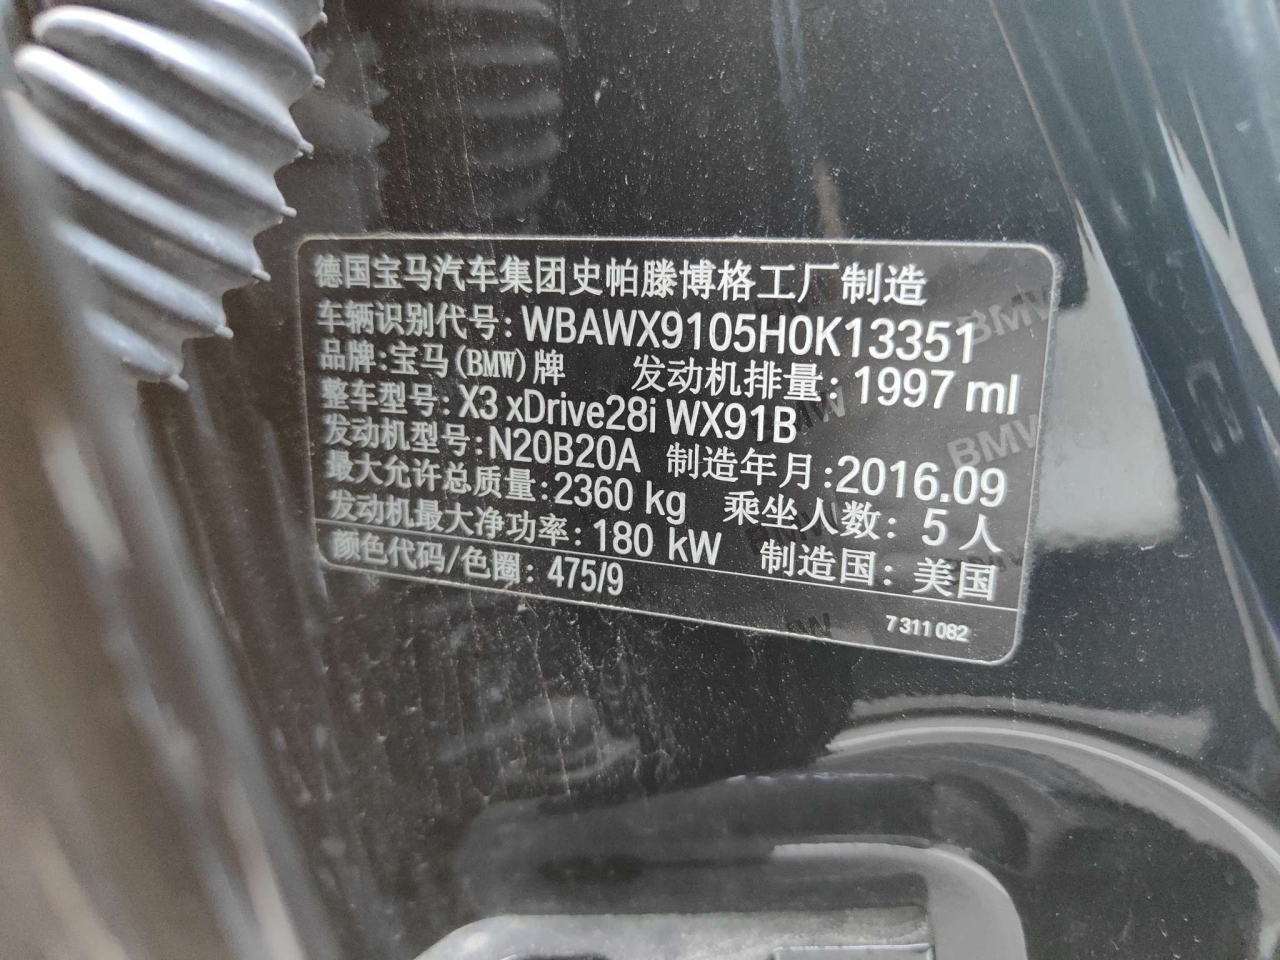 德国宝马汽车集团史帕滕博格工厂制造
车辆识别代号: WBAWX9105H0K13351
品牌: 宝马(BMW)牌 发动机排量: 1997 ml
整车型号: X3 xDrive28i WX91B
发动机型号: N20B20A 制造年月: 2016.09
最大允许总质量: 2360 kg 乘坐人数: 5 人
发动机最大净功率: 180 kW 制造国: 美国
颜色代码/色圈: 475/9
7 311 082
BMW
BMW
BMW
BMW